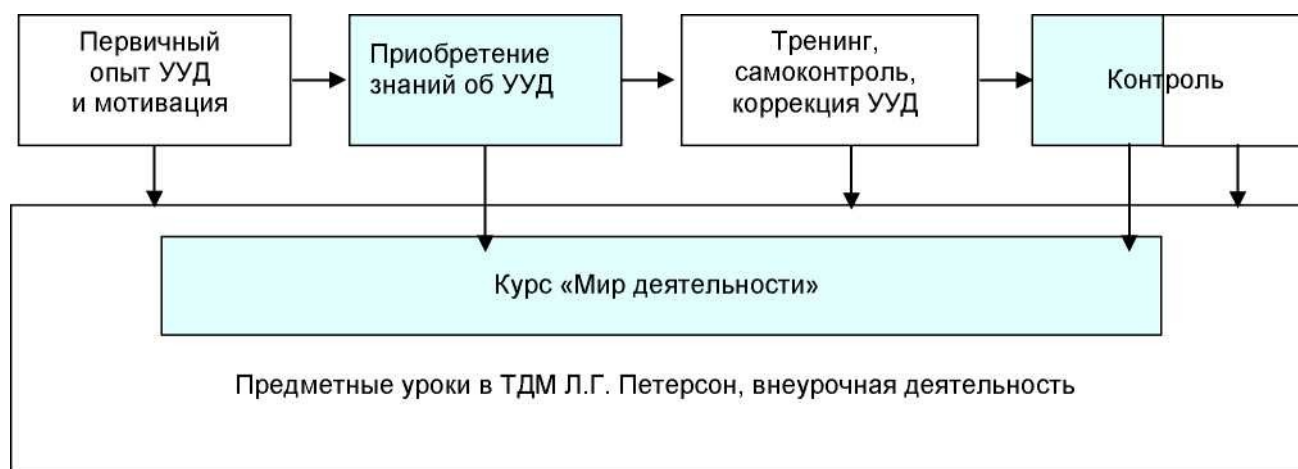 Первичный
опыт УУД
и мотивация
Приобретение
знаний об УУД
Тренинг,
самоконтроль,
коррекция УУД
Контроль
Курс «Мир деятельности»
Предметные уроки в ТДМ Л.Г. Петерсон, внеурочная деятельность